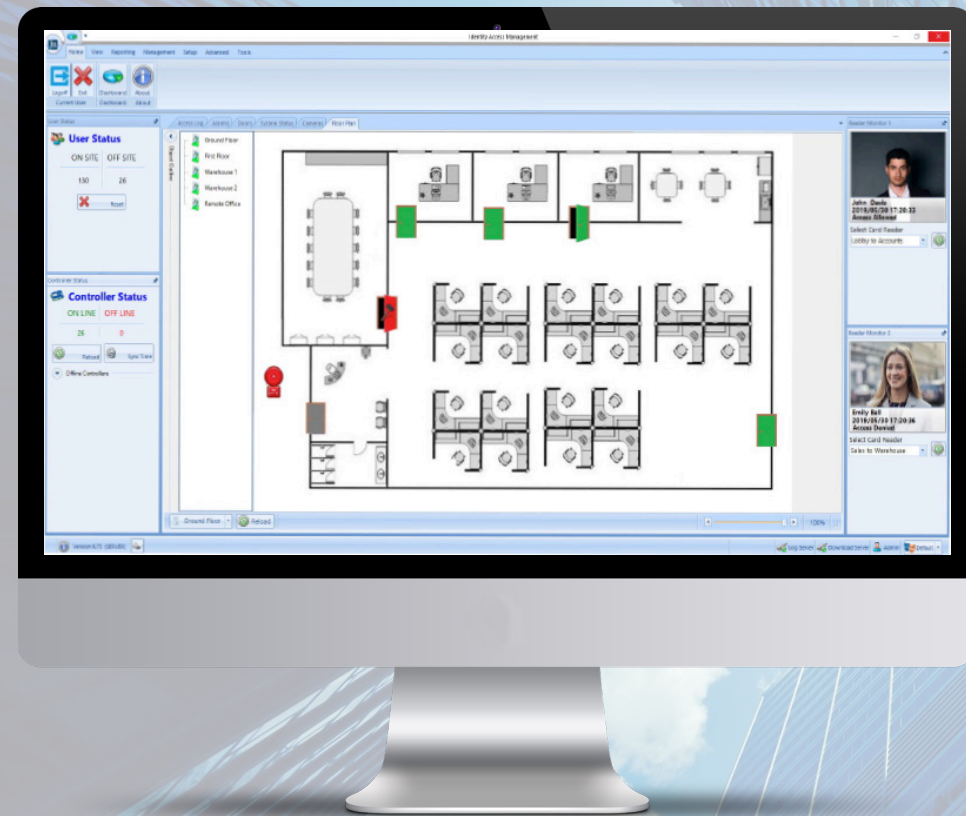 Identity Access Management
Home View Reporting Management Setup Advanced Tools
Logoff Exit Dashboard About
Current User Dashboard About
User Status
User Status
ON SITE OFF SITE
130 26
Reset
Controller Status
Controller Status
ON LINE OFF LINE
26 0
Reload Sync Time
Offline Controllers
Access Log Alarms Doors System Status Cameras Floor Plan
Ground Floor
First Floor
Warehouse 1
Warehouse 2
Remote Office
Ground Floor Reload
100%
Reader Monitor 1
John Davis
2019/05/30 17:20:33
Access Allowed
Select Card Reader
Lobby to Accounts
Reader Monitor 2
Emily Ball
2019/05/30 17:20:36
Access Denied
Select Card Reader
Sales to Warehouse
Log Server Download Server Admin Default